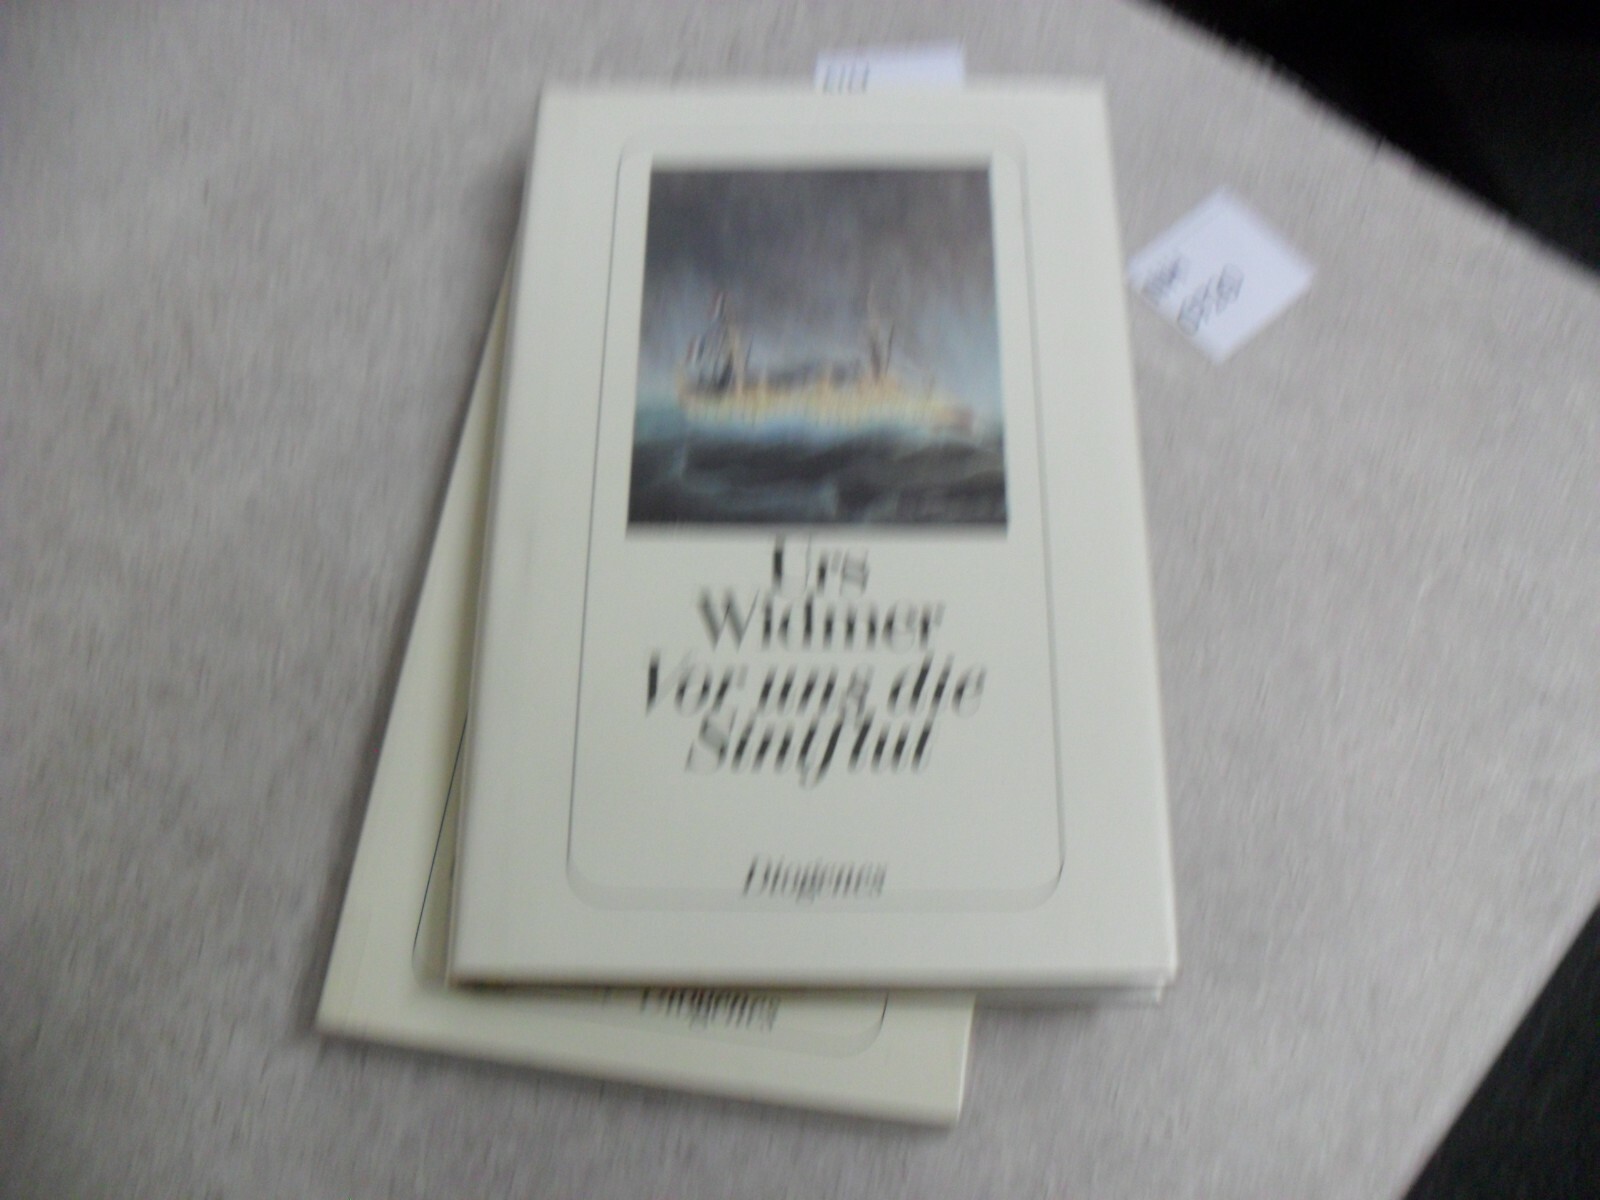 Urs
Widmer
Vor uns die
Sintflut
Diogenes
Diogenes